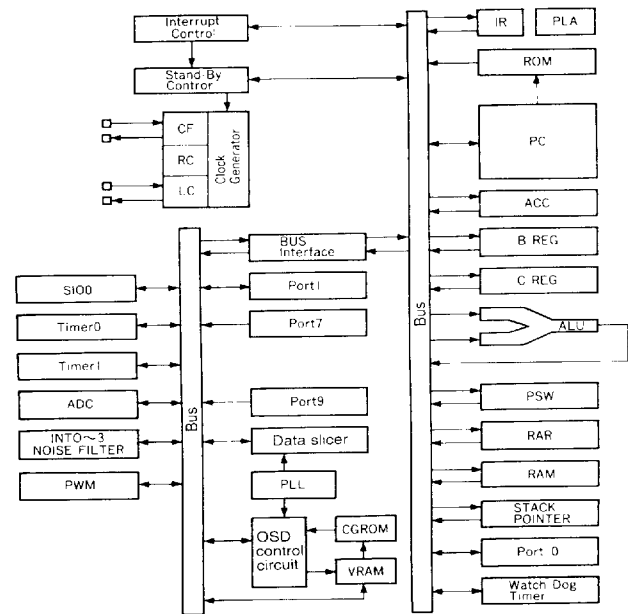 Interrupt
Control
IR
PLA
Stand-By
Control
ROM
CF
RC
LC
Clock
Generator
PC
ACC
BUS
Interface
B REG
SIO0
Port1
C REG
Timer0
Port7
Bus
ALU
Timer1
Bus
ADC
Port9
PSW
INT0~3
NOISE FILTER
Data slicer
RAR
PWM
PLL
RAM
OSD
control
circuit
CGROM
STACK
POINTER
VRAM
Port 0
Watch Dog
Timer